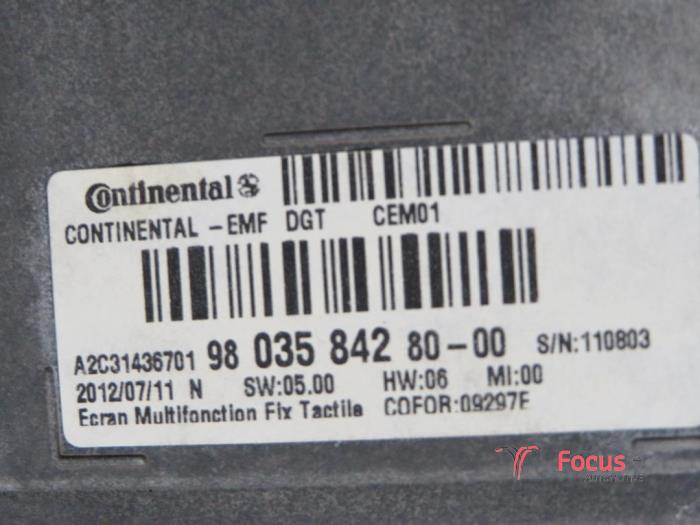 Continental
CONTINENTAL -EMF DGT CEM01
A2C31436701 98 035 842 80-00 S/N:110803
2012/07/11 N SW:05.00 HW:06 MI:00
Ecran Multifonction Fix Tactile COFOR:09297E
Focus
AUTOMOTIVE